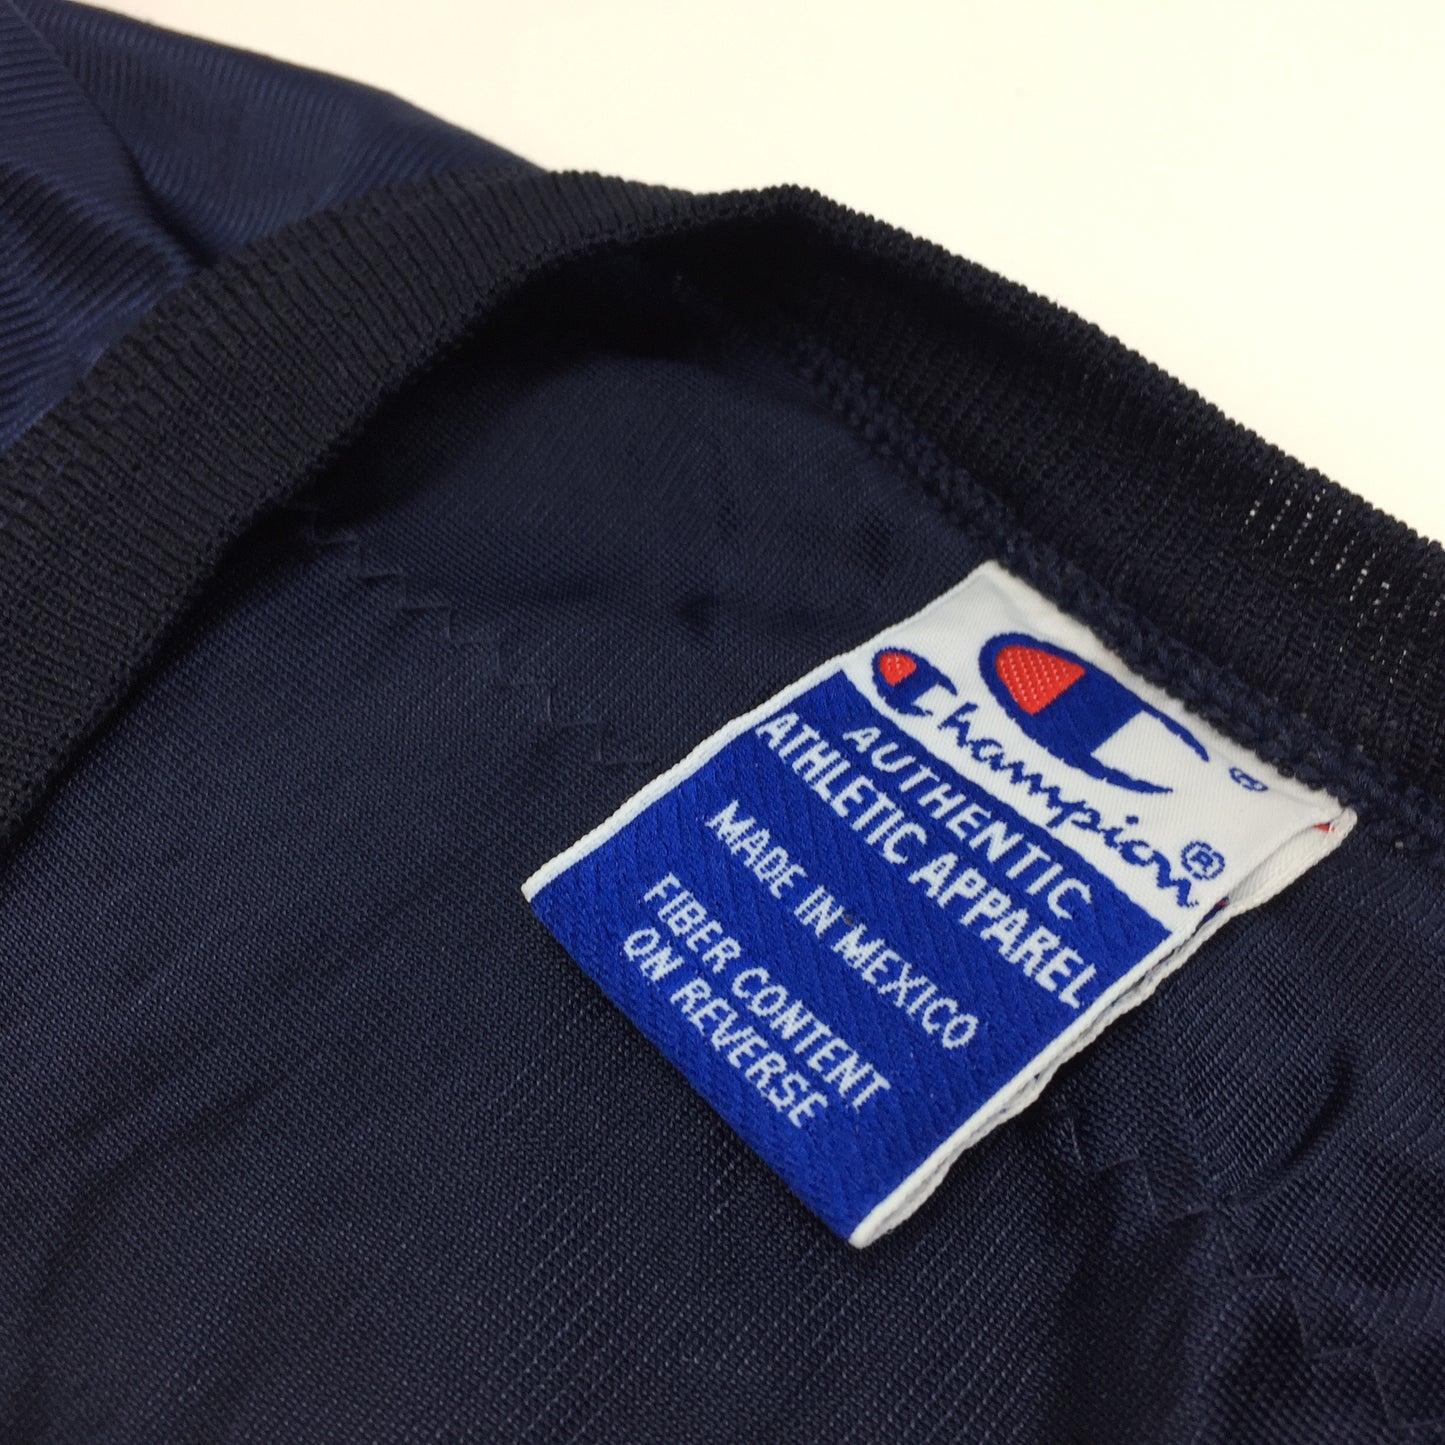 Champion®
®
AUTHENTIC
ATHLETIC APPAREL
MADE IN MEXICO
FIBER CONTENT
ON REVERSE